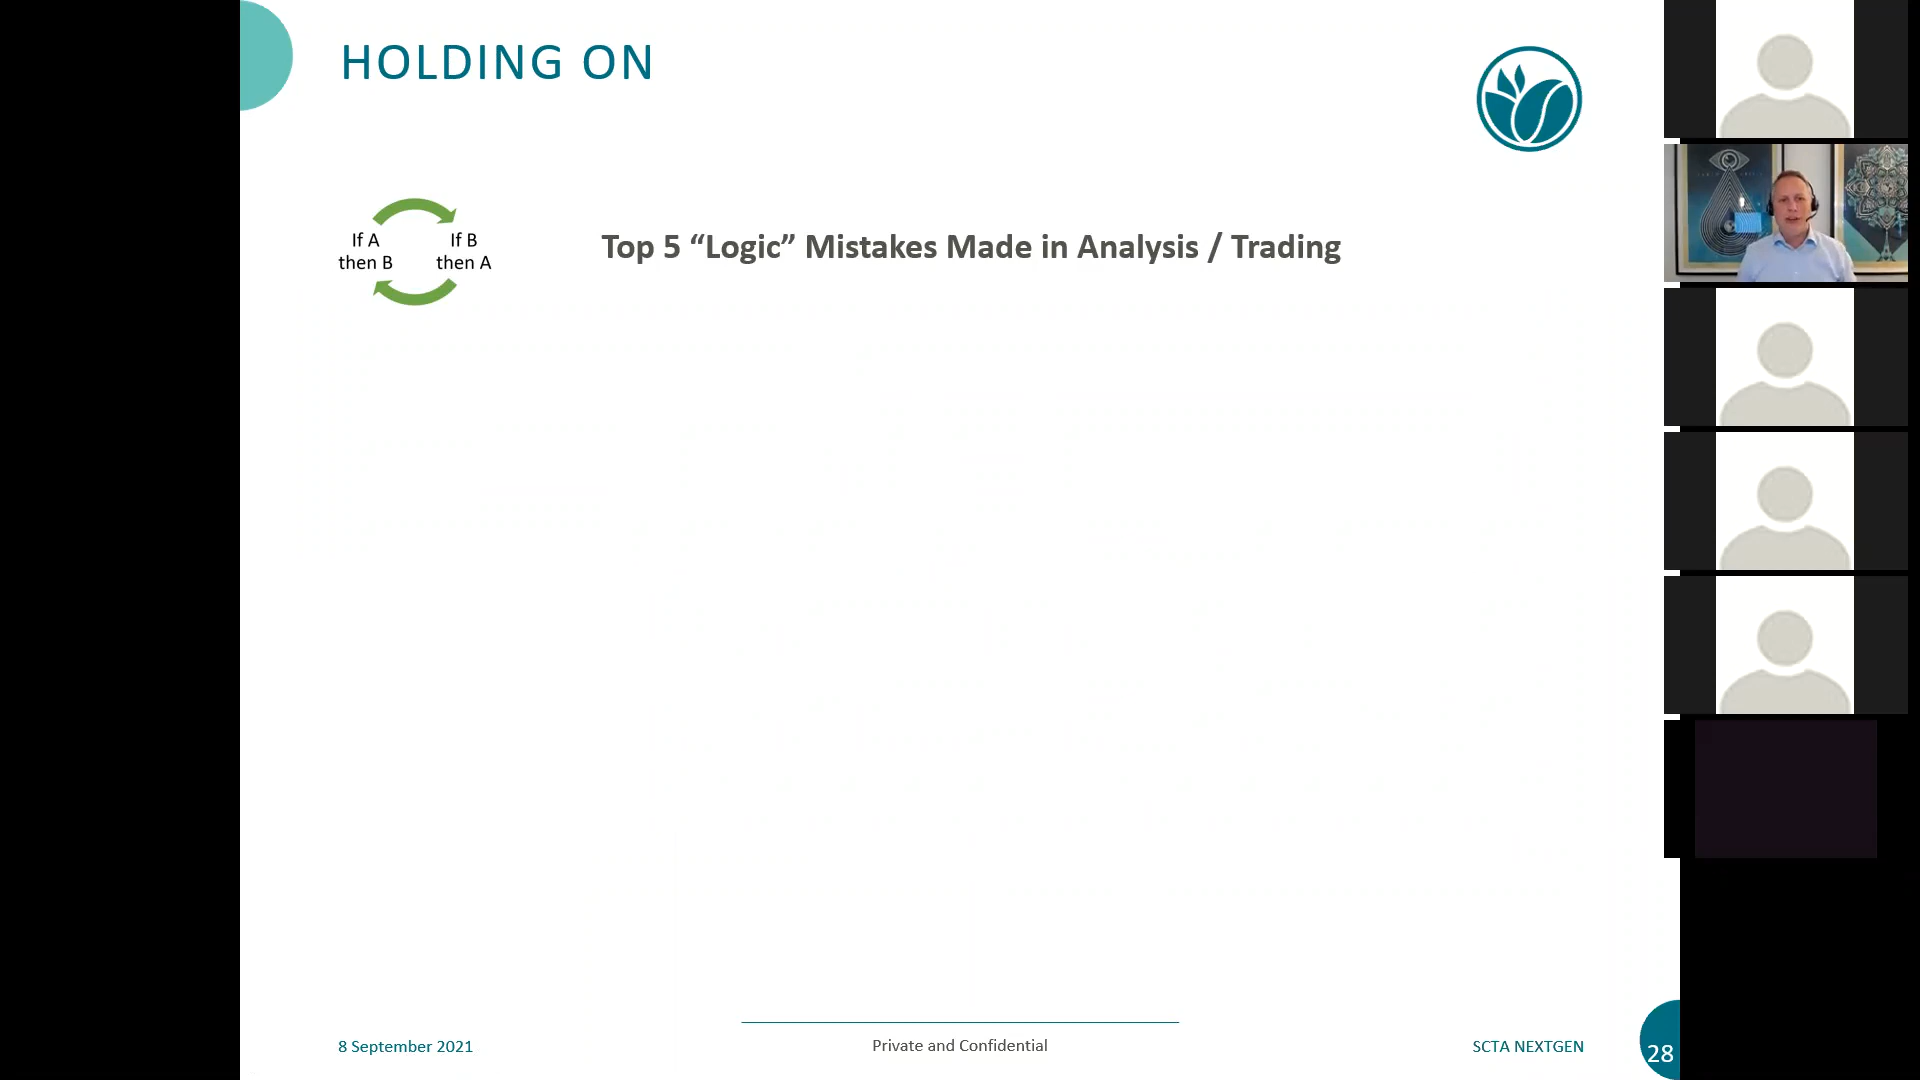 HOLDING ON
If A
then B
If B
then A
Top 5 “Logic” Mistakes Made in Analysis / Trading
8 September 2021
Private and Confidential
SCTA NEXTGEN
28